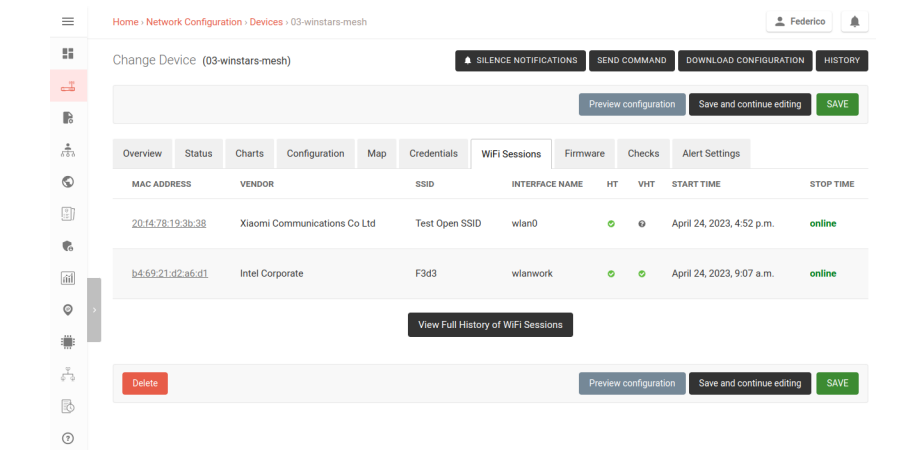 Home › Network Configuration › Devices › 03-winstars-mesh
Federico
Change Device (03-winstars-mesh)
SILENCE NOTIFICATIONS
SEND COMMAND
DOWNLOAD CONFIGURATION
HISTORY
Preview configuration
Save and continue editing
SAVE
Overview Status Charts Configuration Map Credentials WiFi Sessions Firmware Checks Alert Settings
MAC ADDRESS VENDOR SSID INTERFACE NAME HT VHT START TIME STOP TIME
20:f4:78:19:3b:38 Xiaomi Communications Co Ltd Test Open SSID wlan0 April 24, 2023, 4:52 p.m. online
b4:69:21:d2:a6:d1 Intel Corporate F3d3 wlanwork April 24, 2023, 9:07 a.m. online
View Full History of WiFi Sessions
Delete
Preview configuration
Save and continue editing
SAVE